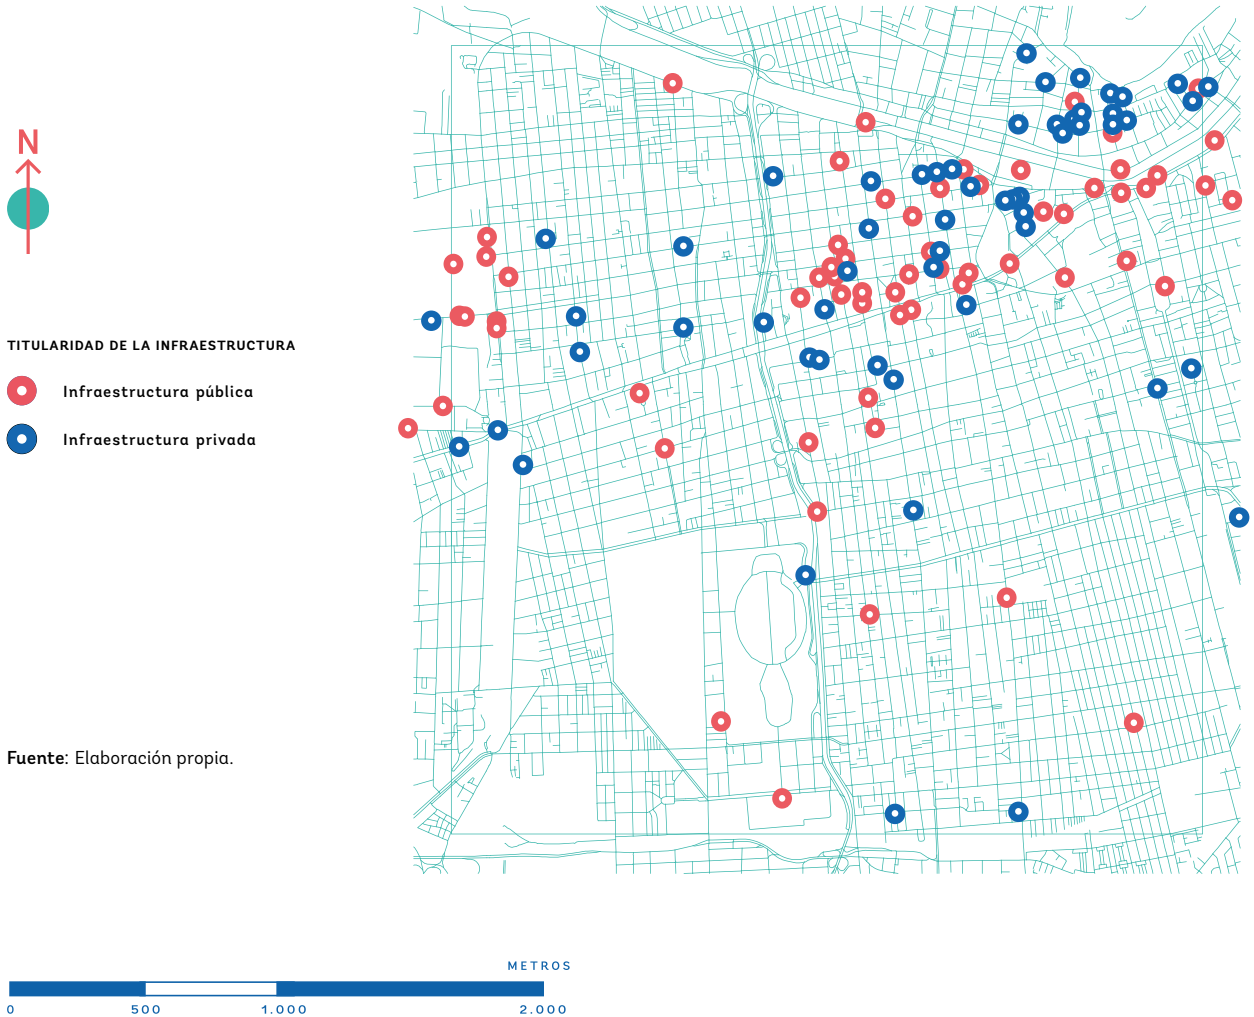 N
TITULARIDAD DE LA INFRAESTRUCTURA
Infraestructura pública
Infraestructura privada
Fuente: Elaboración propia.
METROS
0 500 1.000 2.000